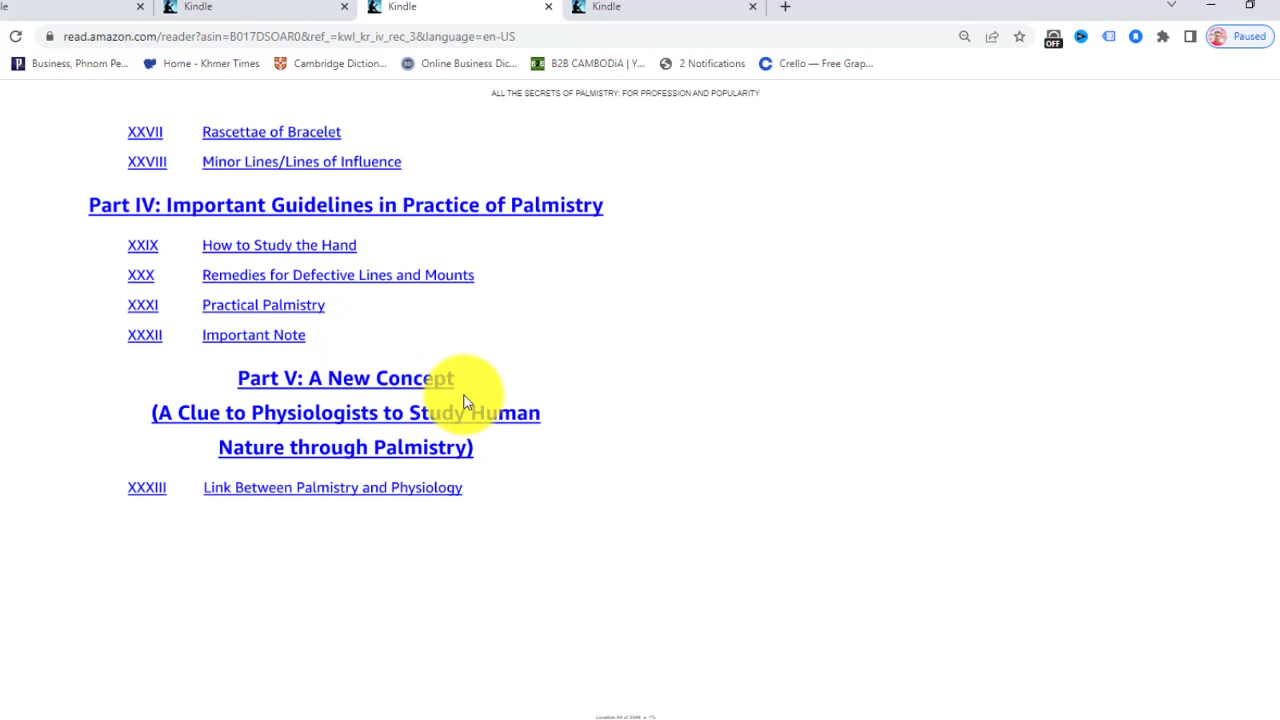 le Kindle Kindle Kindle
read.amazon.com/reader?asin=B017DSOAR0&ref_=kwl_kr_iv_rec_3&language=en-US OFF Paused
Business, Phnom Pe... Home - Khmer Times Cambridge Diction... Online Business Dic... B2B B2B CAMBODiA | Y... 2 Notifications Crello — Free Grap...
ALL THE SECRETS OF PALMISTRY: FOR PROFESSION AND POPULARITY
XXVII Rascettae of Bracelet
XXVIII Minor Lines/Lines of Influence
Part IV: Important Guidelines in Practice of Palmistry
XXIX How to Study the Hand
XXX Remedies for Defective Lines and Mounts
XXXI Practical Palmistry
XXXII Important Note
Part V: A New Concept
(A Clue to Physiologists to Study Human
Nature through Palmistry)
XXXIII Link Between Palmistry and Physiology